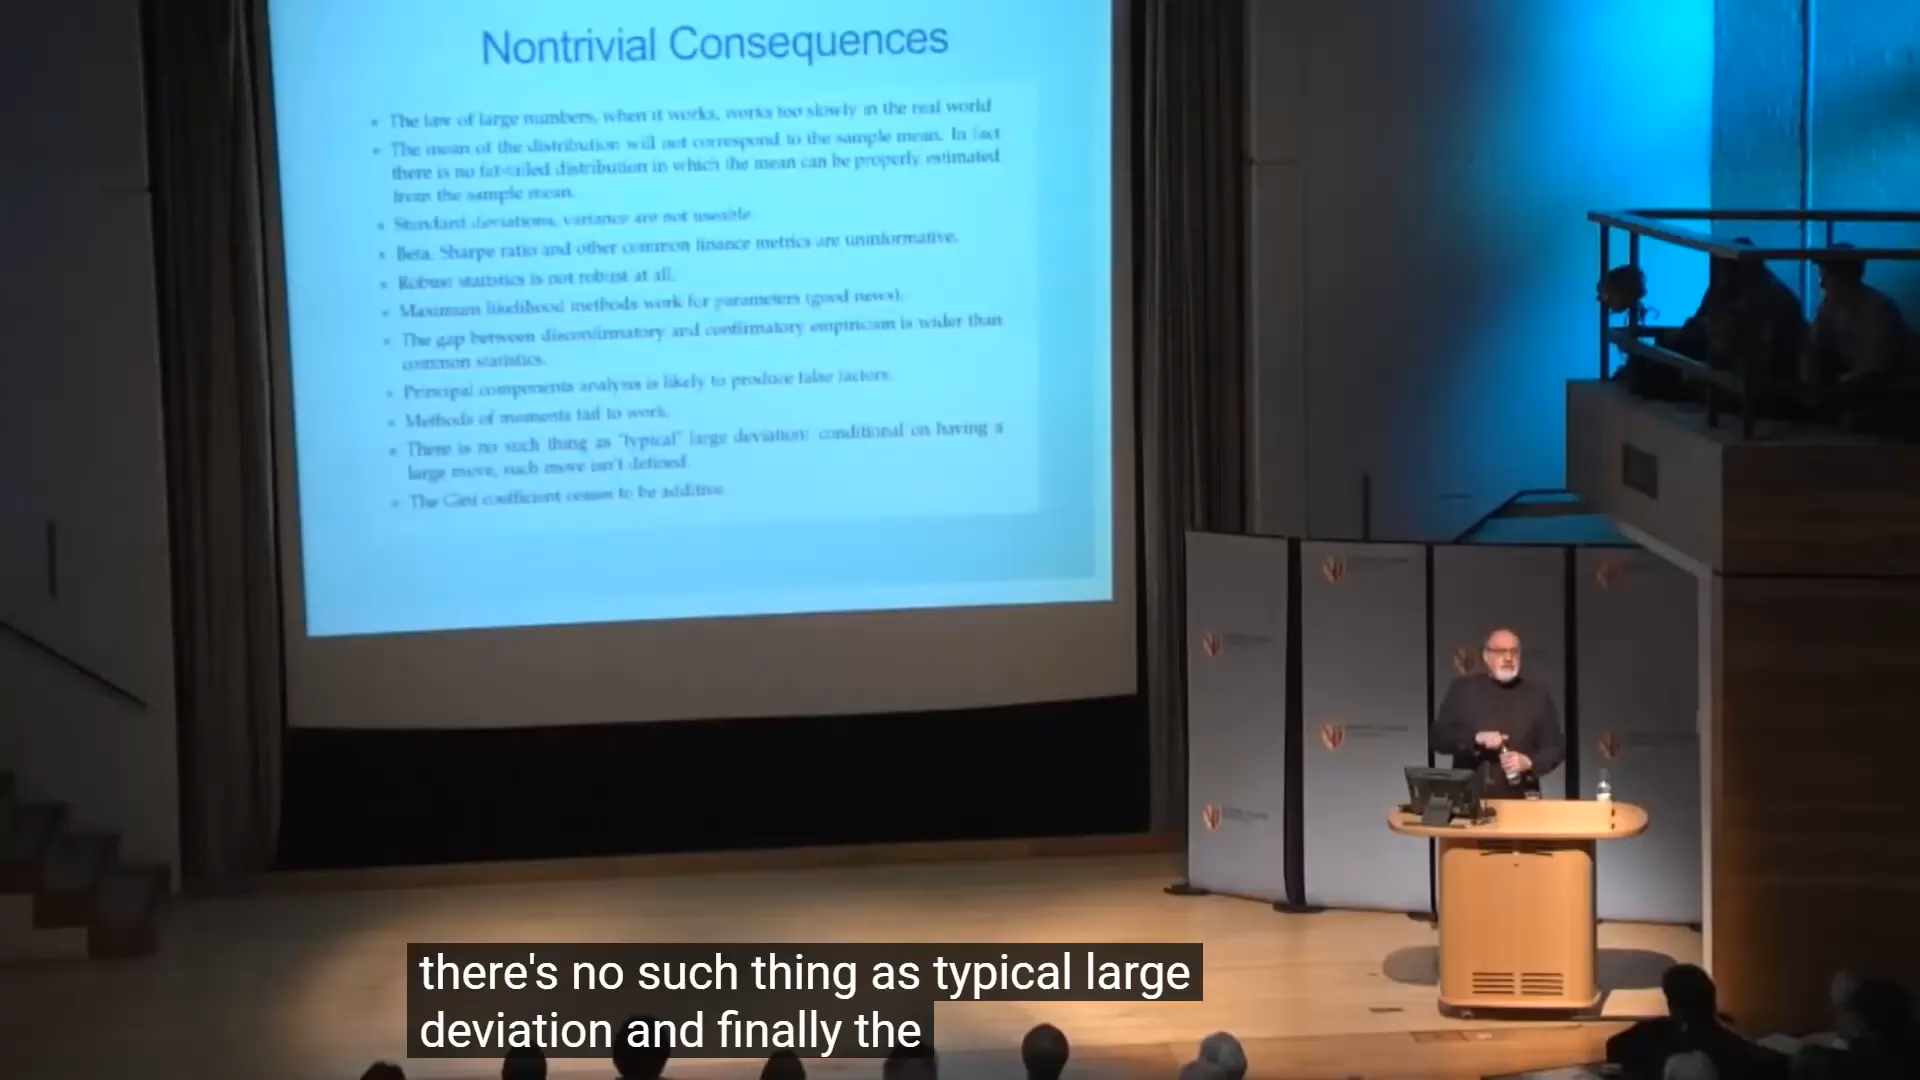 Nontrivial Consequences
The law of large numbers, when it works, works too slowly in the real world
The mean of the distribution will not correspond to the sample mean. In fact
there is no fat-tailed distribution in which the mean can be properly estimated
from the sample mean.
Standard deviations, variance are not useable.
Beta, Sharpe ratio and other common finance metrics are uninformative.
Robust statistics is not robust at all.
Maximum likelihood methods work for parameters (good news).
The gap between disconfirmatory and confirmatory empiricism is wider than
common statistics.
Principal components analysis is likely to produce false factors.
Methods of moments fail to work.
There is no such thing as "typical" large deviation: conditional on having a
large move, such move isn't defined.
The Gini coefficient ceases to be additive.
there's no such thing as typical large
deviation and finally the